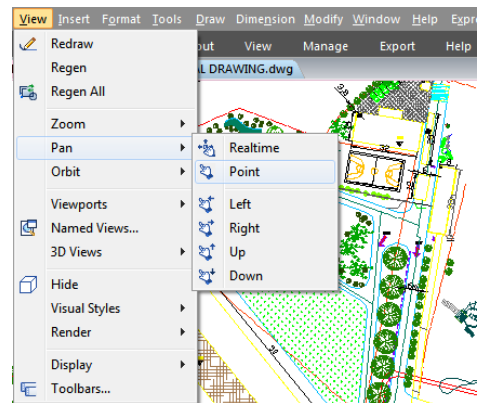 View Insert Format Tools Draw Dimension Modify Window Help Expre
out View Manage Export Help
AL DRAWING.dwg
Redraw
Regen
Regen All
Zoom
Pan
Orbit
Viewports
Named Views...
3D Views
Hide
Visual Styles
Render
Display
Toolbars...
Realtime
Point
Left
Right
Up
Down